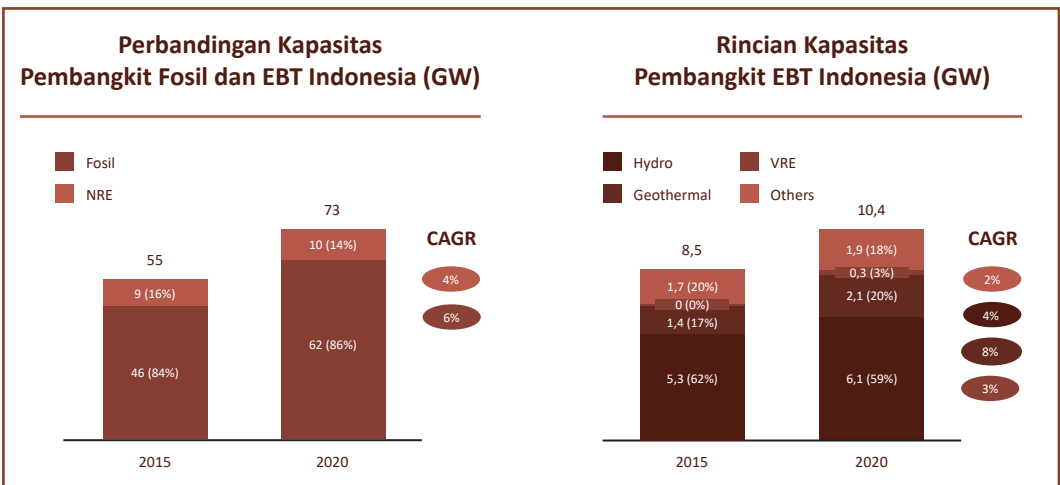 Perbandingan Kapasitas
Pembangkit Fosil dan EBT Indonesia (GW)
Fosil
NRE
55
9 (16%)
46 (84%)
2015
73
10 (14%)
62 (86%)
2020
CAGR
4%
6%
Rincian Kapasitas
Pembangkit EBT Indonesia (GW)
Hydro
VRE
Geothermal
Others
8,5
1,7 (20%)
0 (0%)
1,4 (17%)
5,3 (62%)
2015
10,4
1,9 (18%)
0,3 (3%)
2,1 (20%)
6,1 (59%)
2020
CAGR
2%
4%
8%
3%